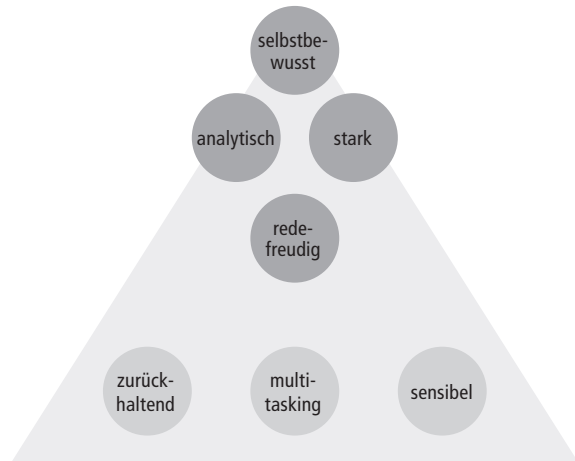 selbstbe-
wusst
analytisch
stark
rede-
freudig
zurück-
haltend
multi-
tasking
sensibel